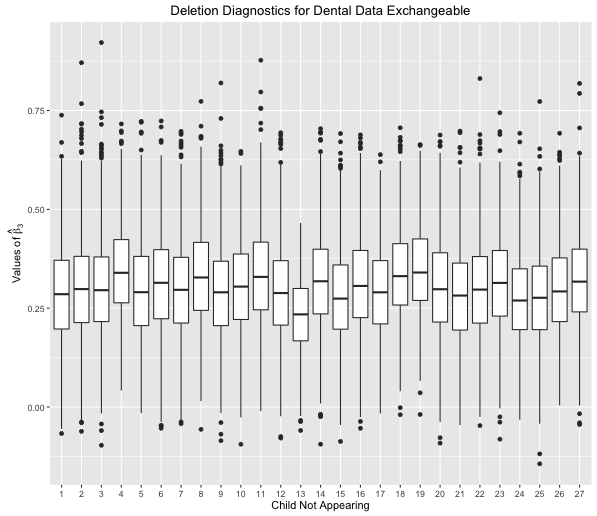 Deletion Diagnostics for Dental Data Exchangeable
Values of β̂₃
0.75
0.50
0.25
0.00
1 2 3 4 5 6 7 8 9 10 11 12 13 14 15 16 17 18 19 20 21 22 23 24 25 26 27
Child Not Appearing